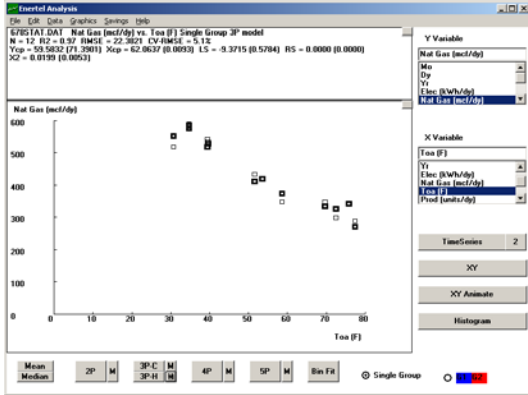 Enertel Analysis
File Edit Data Graphics Savings Help
678STAT.DAT Nat Gas (mcf/dy) vs. Toa (F) Single Group 3P model
N = 12 R2 = 0.97 RMSE = 22.3821 CV-RMSE = 5.1%
Ycp = 59.5832 (71.3901) Xcp = 62.0637 (0.0093) LS = -9.3715 (0.5784) RS = 0.0000 (0.0000)
X2 = 0.0199 (0.0053)
Y Variable
Nat Gas (mcf/dy)
Mo
Dy
Yr
Elec (kWh/dy)
Nat Gas (mcf/dy)
X Variable
Toa (F)
Yr
Elec (kWh/dy)
Nat Gas (mcf/dy)
Toa (F)
Prod (units/dy)
TimeSeries 2
XY
XY Animate
Histogram
Nat Gas (mcf/dy)
600
500
400
300
200
100
0
0 10 20 30 40 50 60 70 80
Toa (F)
Mean
Median
2P M
3P-C M
3P-H M
4P M
5P M
Bin Fit
Single Group
G1 G2